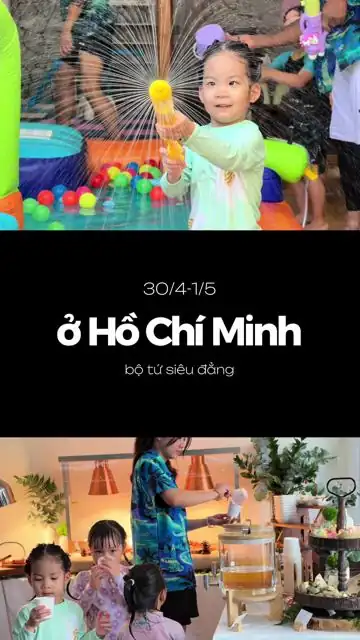 30/4-1/5
ở Hồ Chí Minh
bộ tứ siêu đẳng